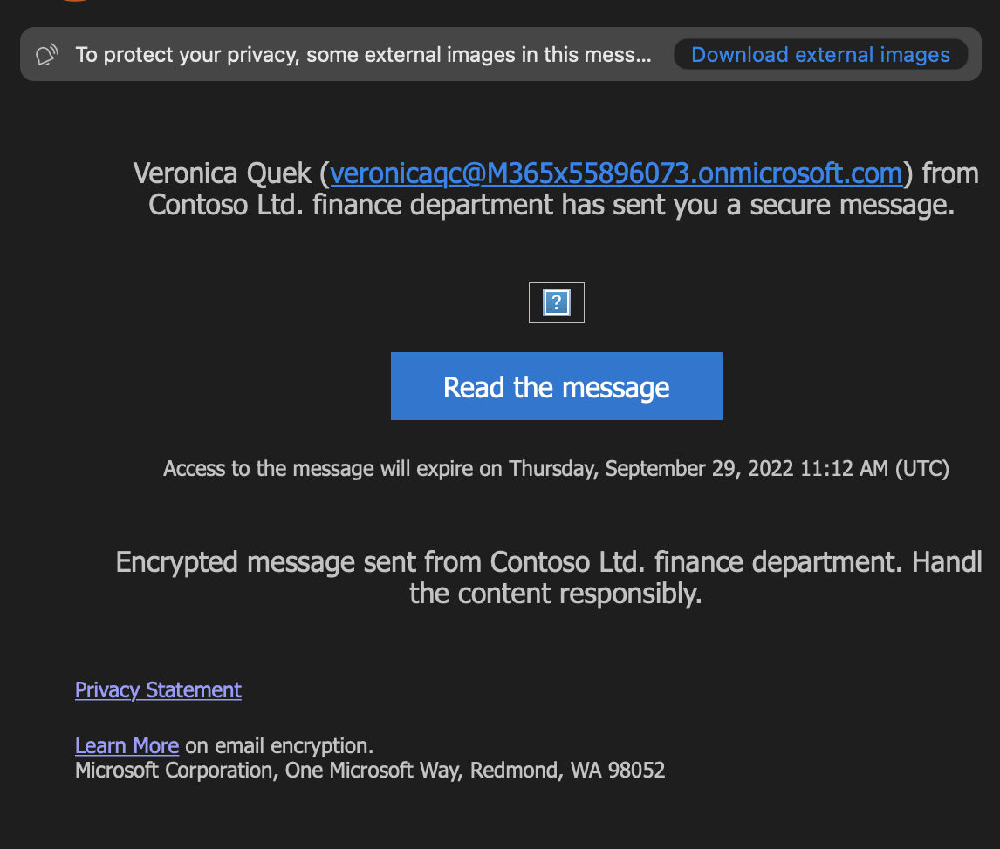 To protect your privacy, some external images in this mess... Download external images
Veronica Quek (veronicaqc@M365x55896073.onmicrosoft.com) from
Contoso Ltd. finance department has sent you a secure message.
?
Read the message
Access to the message will expire on Thursday, September 29, 2022 11:12 AM (UTC)
Encrypted message sent from Contoso Ltd. finance department. Handl
the content responsibly.
Privacy Statement
Learn More on email encryption.
Microsoft Corporation, One Microsoft Way, Redmond, WA 98052